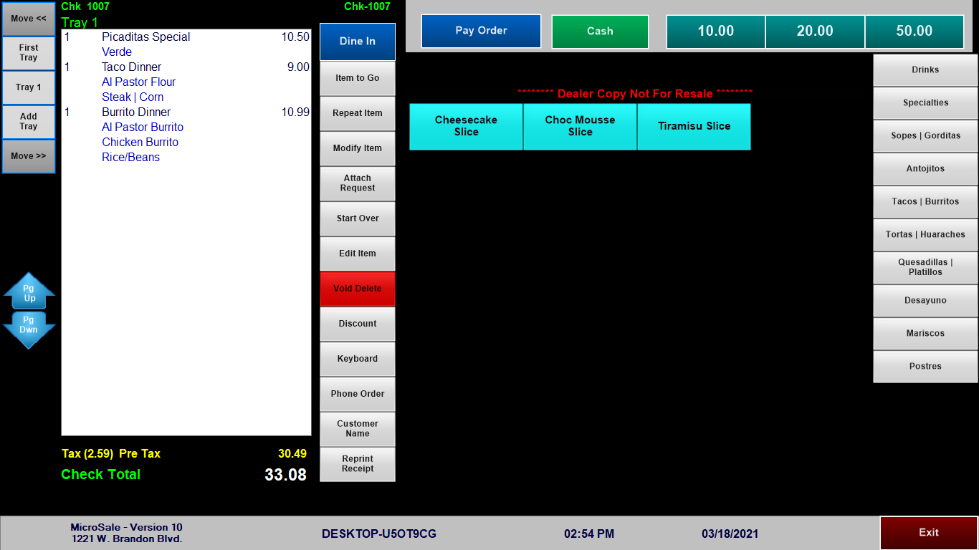 Chk 1007
Chk-1007
Tray 1
Move <<
First
Tray
Tray 1
Add
Tray
Move >>
Pg
Up
Pg
Dwn
1 Picaditas Special 10.50
Verde
1 Taco Dinner 9.00
Al Pastor Flour
Steak | Corn
1 Burrito Dinner 10.99
Al Pastor Burrito
Chicken Burrito
Rice/Beans
Tax (2.59) Pre Tax 30.49
Check Total 33.08
Dine In
Item to Go
Repeat Item
Modify Item
Attach
Request
Start Over
Edit Item
Void Delete
Discount
Keyboard
Phone Order
Customer
Name
Reprint
Receipt
Pay Order
Cash
10.00
20.00
50.00
******** Dealer Copy Not For Resale ********
Cheesecake
Slice
Choc Mousse
Slice
Tiramisu Slice
Drinks
Specialties
Sopes | Gorditas
Antojitos
Tacos | Burritos
Tortas | Huaraches
Quesadillas |
Platillos
Desayuno
Mariscos
Postres
MicroSale - Version 10
1221 W. Brandon Blvd.
DESKTOP-U5OT9CG
02:54 PM
03/18/2021
Exit